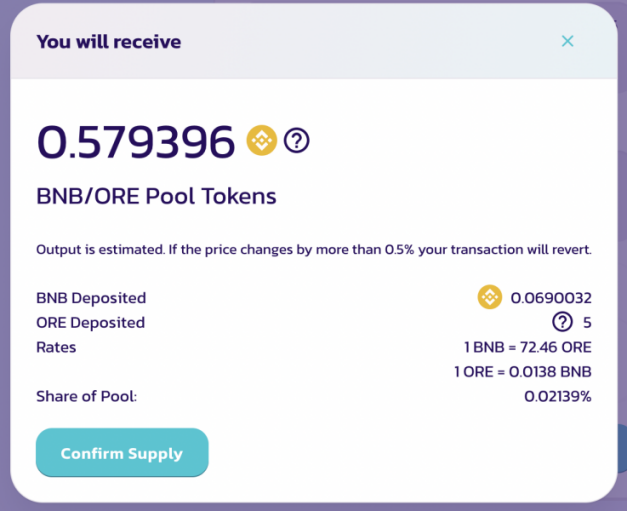 You will receive
0.579396
BNB/ORE Pool Tokens
Output is estimated. If the price changes by more than 0.5% your transaction will revert.
BNB Deposited 0.0690032
ORE Deposited 5
Rates 1 BNB = 72.46 ORE
1 ORE = 0.0138 BNB
Share of Pool: 0.02139%
Confirm Supply